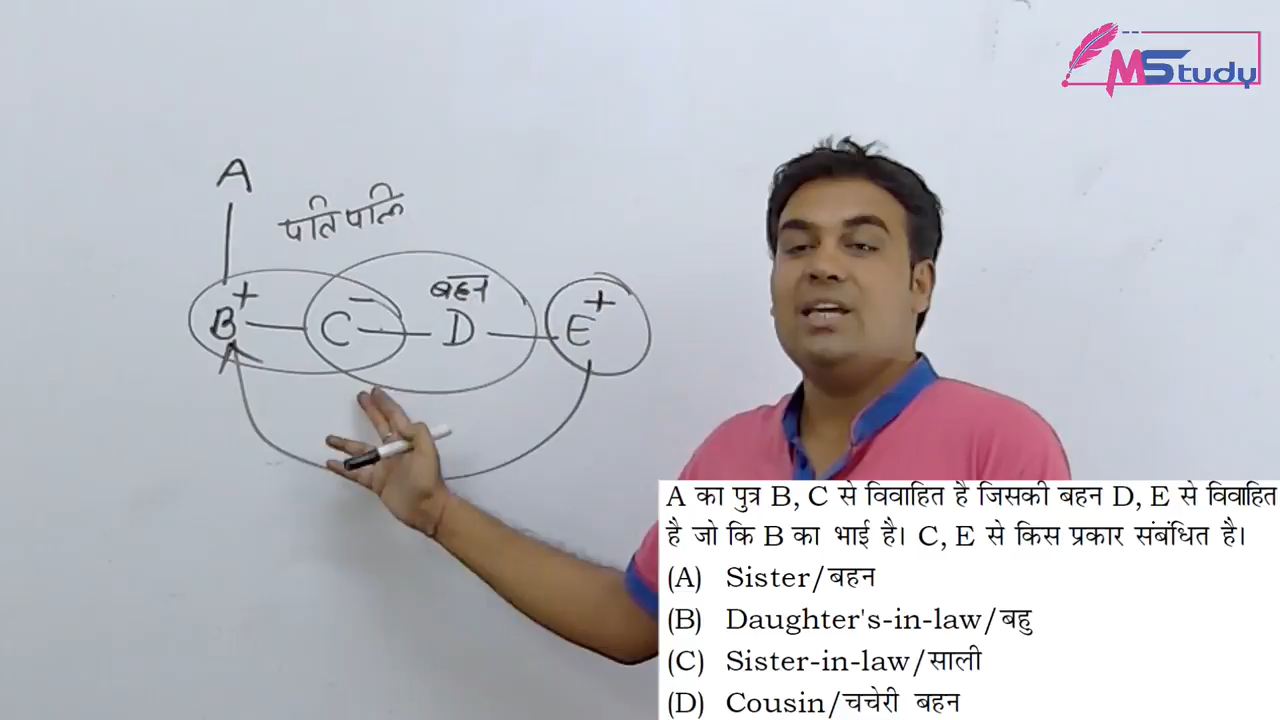 MStudy
A
पति पत्नि
बहन
B + — C - — D — E +
A का पुत्र B, C से विवाहित है जिसकी बहन D, E से विवाहित
है जो कि B का भाई है। C, E से किस प्रकार संबंधित है।
(A) Sister/बहन
(B) Daughter's-in-law/बहु
(C) Sister-in-law/साली
(D) Cousin/चचेरी बहन